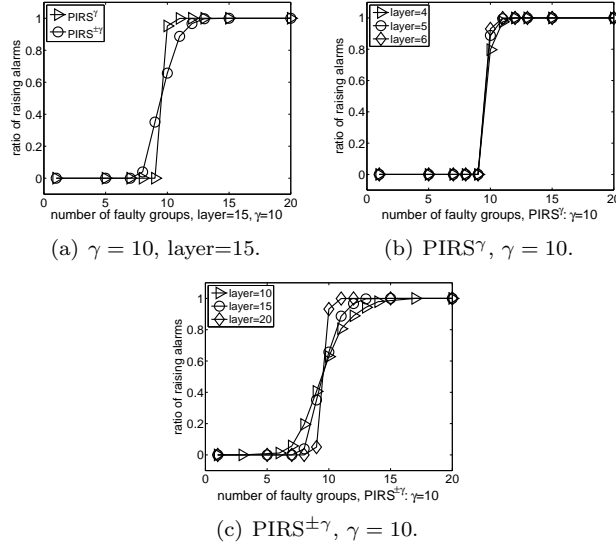 1
0.8
0.6
0.4
0.2
0
0 5 10 15 20
ratio of raising alarms
number of faulty groups, layer=15, γ=10
PIRS^γ
PIRS^±γ
(a) γ = 10, layer=15.
1
0.8
0.6
0.4
0.2
0
0 5 10 15 20
ratio of raising alarms
number of faulty groups, PIRS^γ: γ=10
layer=4
layer=5
layer=6
(b) PIRS^γ, γ = 10.
1
0.8
0.6
0.4
0.2
0
0 5 10 15 20
ratio of raising alarms
number of faulty groups, PIRS^±γ: γ=10
layer=10
layer=15
layer=20
(c) PIRS^±γ, γ = 10.